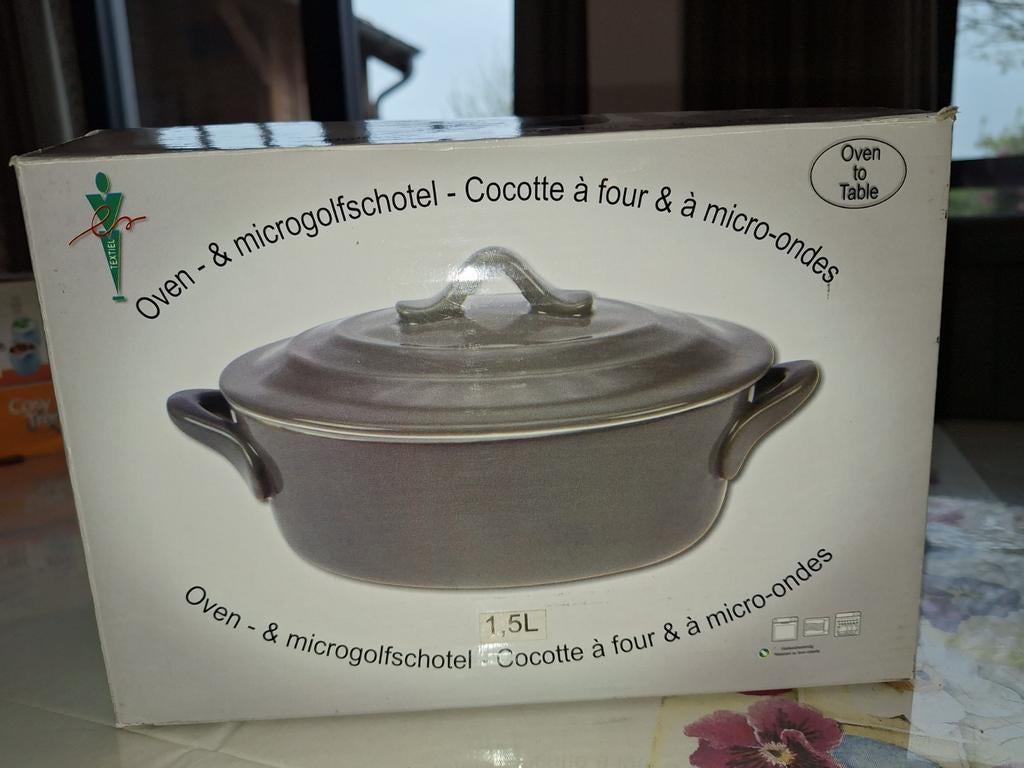 Oven
to
Table
TEXTIEL
Oven - & microgolfschotel - Cocotte à four & à micro-ondes
1,5L
Oven - & microgolfschotel - Cocotte à four & à micro-ondes